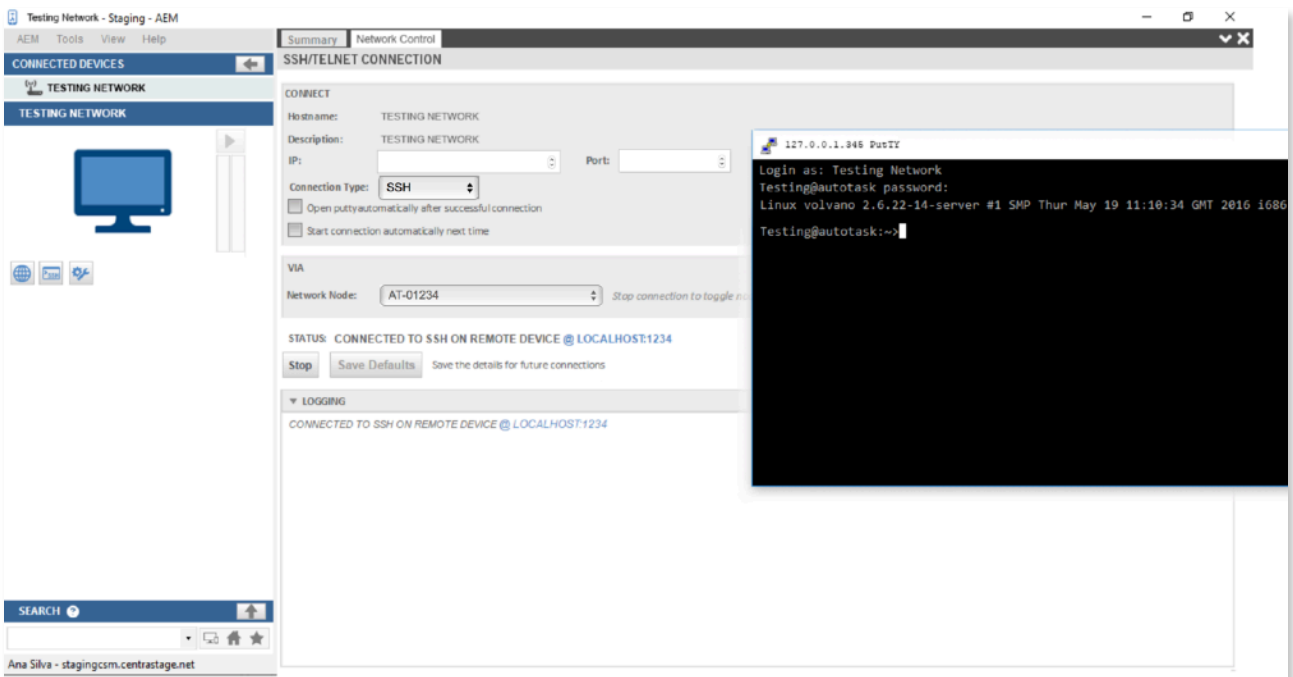 Testing Network - Staging - AEM
AEM Tools View Help
CONNECTED DEVICES
TESTING NETWORK
TESTING NETWORK
SEARCH ?
Ana Silva - stagingcsm.centrastage.net
Summary Network Control
SSH/TELNET CONNECTION
CONNECT
Hostname: TESTING NETWORK
Description: TESTING NETWORK
IP: Port:
Connection Type: SSH
Open putty automatically after successful connection
Start connection automatically next time
VIA
Network Node: AT-01234 Stop connection to toggle
STATUS: CONNECTED TO SSH ON REMOTE DEVICE @ LOCALHOST:1234
Stop Save Defaults Save the details for future connections
LOGGING
CONNECTED TO SSH ON REMOTE DEVICE @ LOCALHOST:1234
127.0.0.1.345 PuTTY
Login as: Testing Network
Testing@autotask password:
Linux volvano 2.6.22-14-server #1 SMP Thur May 19 11:10:34 GMT 2016 i686
Testing@autotask:~>